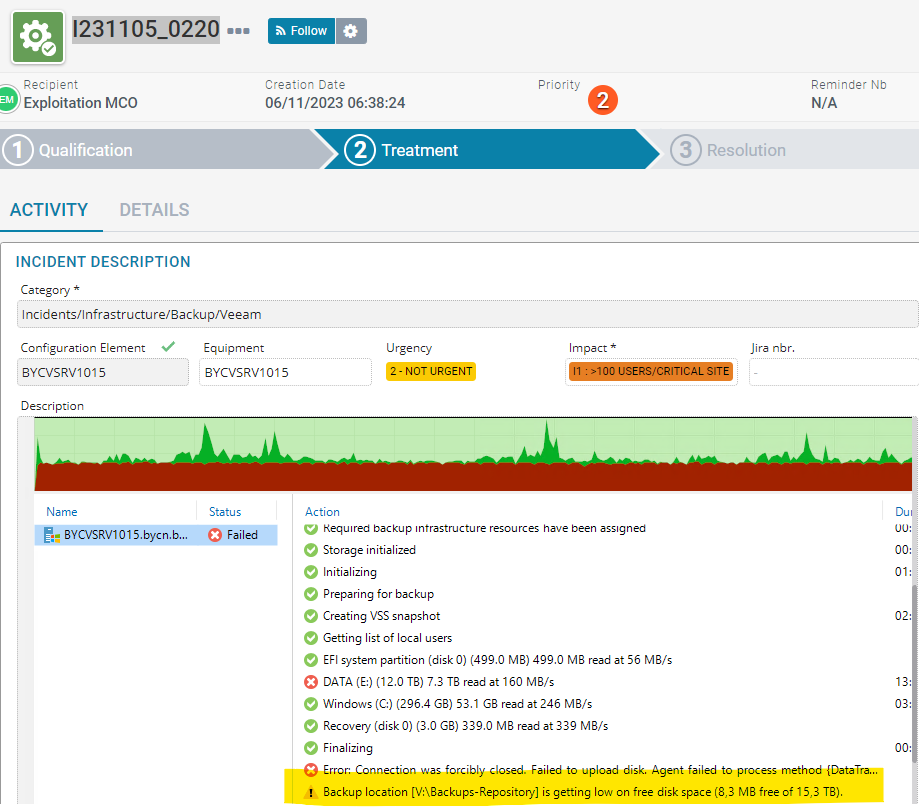 I231105_0220
Follow
Recipient
Creation Date
Priority
Reminder Nb
EM
Exploitation MCO
06/11/2023 06:38:24
2
N/A
1 Qualification
2 Treatment
3 Resolution
ACTIVITY
DETAILS
INCIDENT DESCRIPTION
Category *
Incidents/Infrastructure/Backup/Veeam
Configuration Element
Equipment
Urgency
Impact *
Jira nbr.
BYCVSRV1015
BYCVSRV1015
2 - NOT URGENT
I1 : >100 USERS/CRITICAL SITE
-
Description
Name
Status
Action
Du
BYCVSRV1015.bycn.b...
Failed
Required backup infrastructure resources have been assigned
00:
Storage initialized
00:
Initializing
01:
Preparing for backup
Creating VSS snapshot
02:
Getting list of local users
EFI system partition (disk 0) (499.0 MB) 499.0 MB read at 56 MB/s
DATA (E:) (12.0 TB) 7.3 TB read at 160 MB/s
13:
Windows (C:) (296.4 GB) 53.1 GB read at 246 MB/s
03:
Recovery (disk 0) (3.0 GB) 339.0 MB read at 339 MB/s
Finalizing
00:
Error: Connection was forcibly closed. Failed to upload disk. Agent failed to process method {DataTra...
Backup location [V:\Backups-Repository] is getting low on free disk space (8,3 MB free of 15,3 TB).